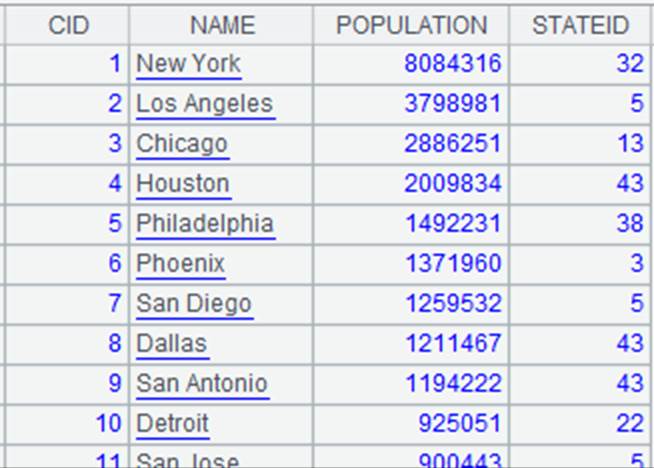 CID NAME POPULATION STATEID
1 New York 8084316 32
2 Los Angeles 3798981 5
3 Chicago 2886251 13
4 Houston 2009834 43
5 Philadelphia 1492231 38
6 Phoenix 1371960 3
7 San Diego 1259532 5
8 Dallas 1211467 43
9 San Antonio 1194222 43
10 Detroit 925051 22
11 San Jose 900443 5